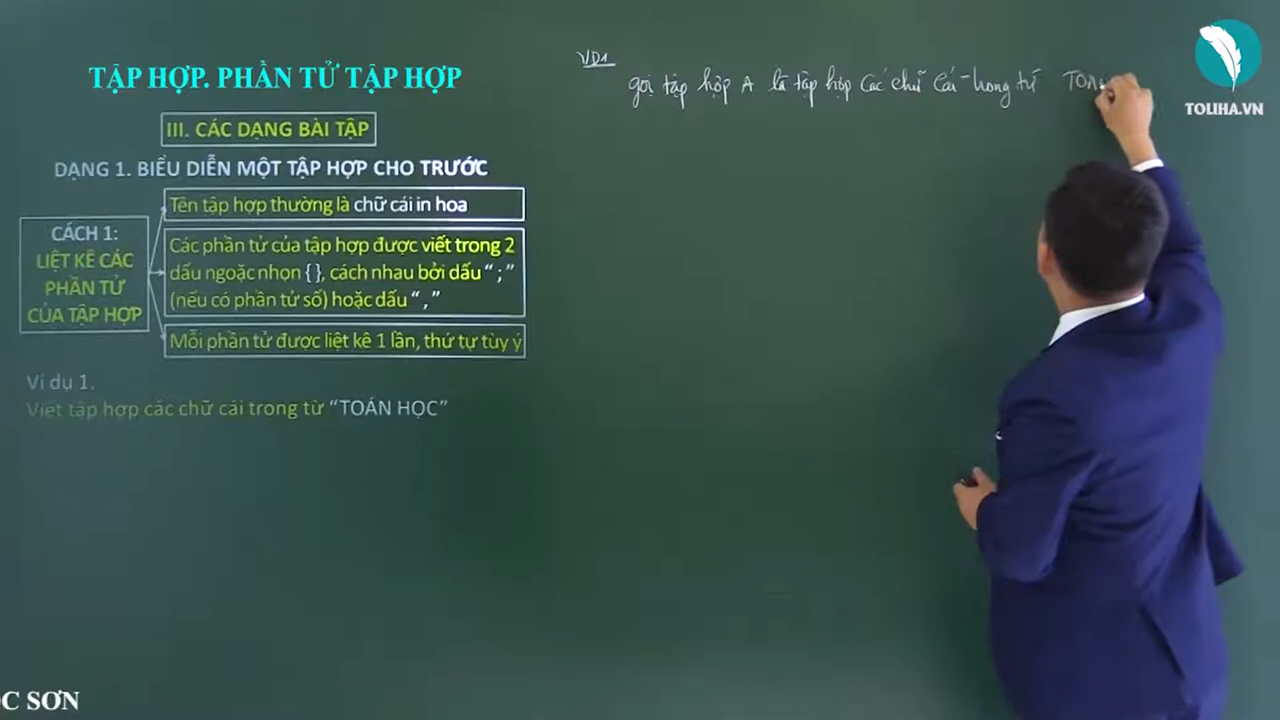 TẬP HỢP. PHẦN TỬ TẬP HỢP
III. CÁC DẠNG BÀI TẬP
DẠNG 1. BIỂU DIỄN MỘT TẬP HỢP CHO TRƯỚC
CÁCH 1:
LIỆT KÊ CÁC
PHẦN TỬ
CỦA TẬP HỢP
Tên tập hợp thường là chữ cái in hoa
Các phần tử của tập hợp được viết trong 2
dấu ngoặc nhọn { }, cách nhau bởi dấu “ ; ”
(nếu có phần tử số) hoặc dấu “ , ”
Mỗi phần tử được liệt kê 1 lần, thứ tự tùy ý
Ví dụ 1.
Viết tập hợp các chữ cái trong từ “TOÁN HỌC”
VD1
gọi tập hợp A là tập hợp các chữ cái trong từ
TOLIHA.VN
ỌC SƠN